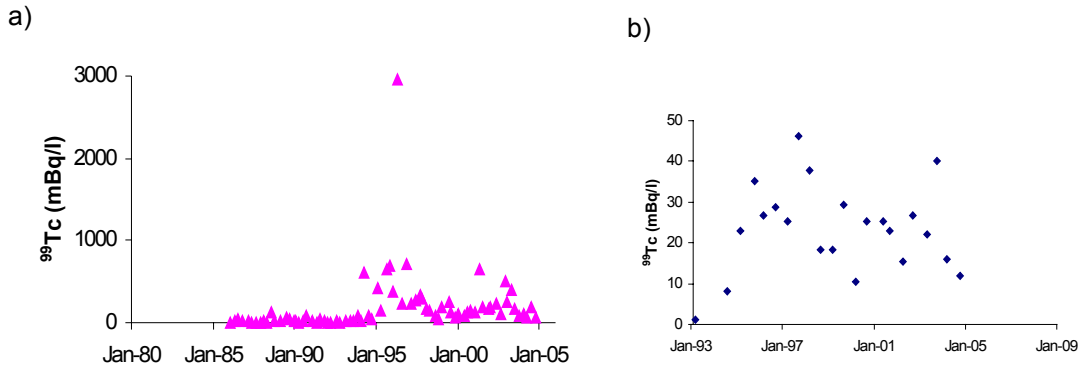 a)
3000
2000
1000
0
⁹⁹Tc (mBq/l)
Jan-80 Jan-85 Jan-90 Jan-95 Jan-00 Jan-05
b)
50
40
30
20
10
0
⁹⁹Tc (mBq/l)
Jan-93 Jan-97 Jan-01 Jan-05 Jan-09